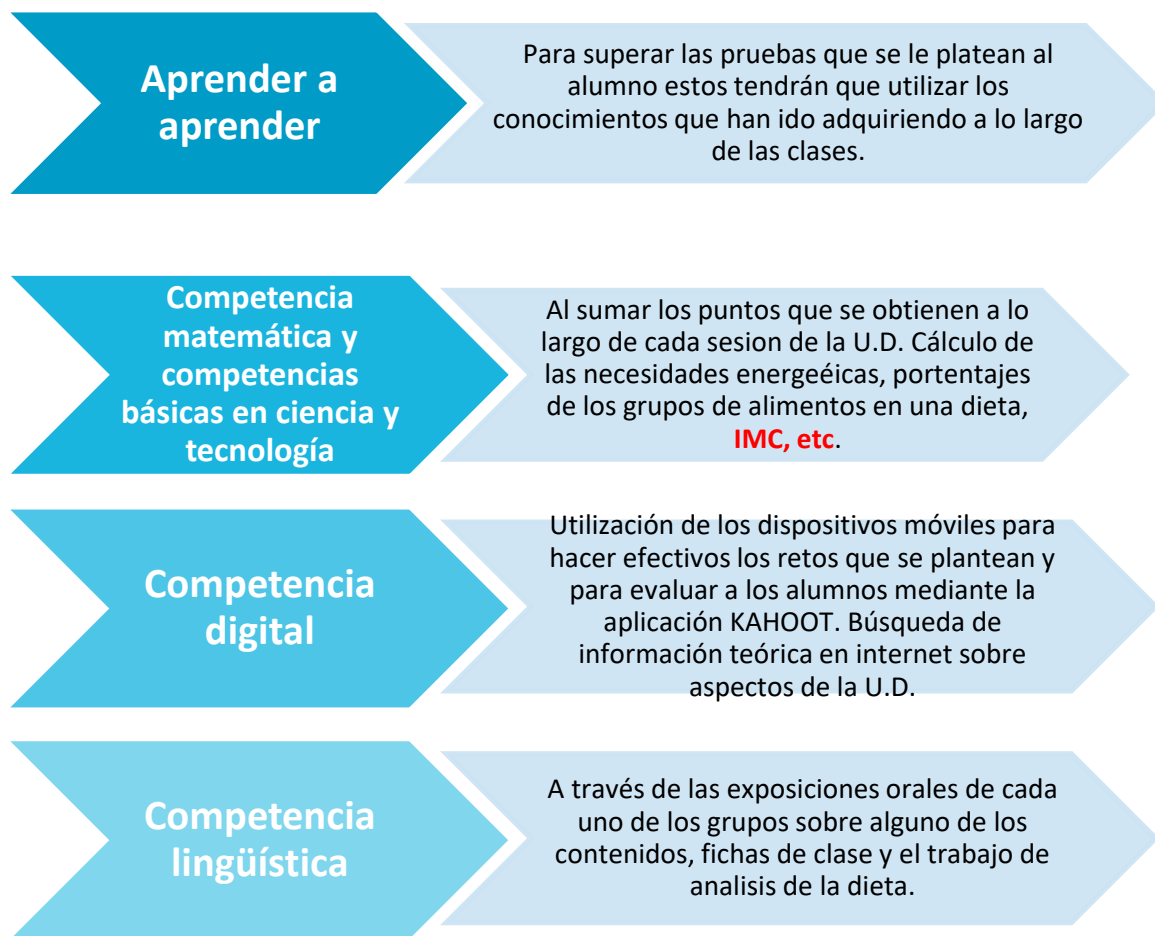 Aprender a
aprender
Para superar las pruebas que se le platean al
alumno estos tendrán que utilizar los
conocimientos que han ido adquiriendo a lo largo
de las clases.
Competencia
matemática y
competencias
básicas en ciencia y
tecnología
Al sumar los puntos que se obtienen a lo
largo de cada sesion de la U.D. Cálculo de
las necesidades energeéicas, portentajes
de los grupos de alimentos en una dieta,
IMC, etc.
Competencia
digital
Utilización de los dispositivos móviles para
hacer efectivos los retos que se plantean y
para evaluar a los alumnos mediante la
aplicación KAHOOT. Búsqueda de
información teórica en internet sobre
aspectos de la U.D.
Competencia
lingüística
A través de las exposiciones orales de cada
uno de los grupos sobre alguno de los
contenidos, fichas de clase y el trabajo de
analisis de la dieta.